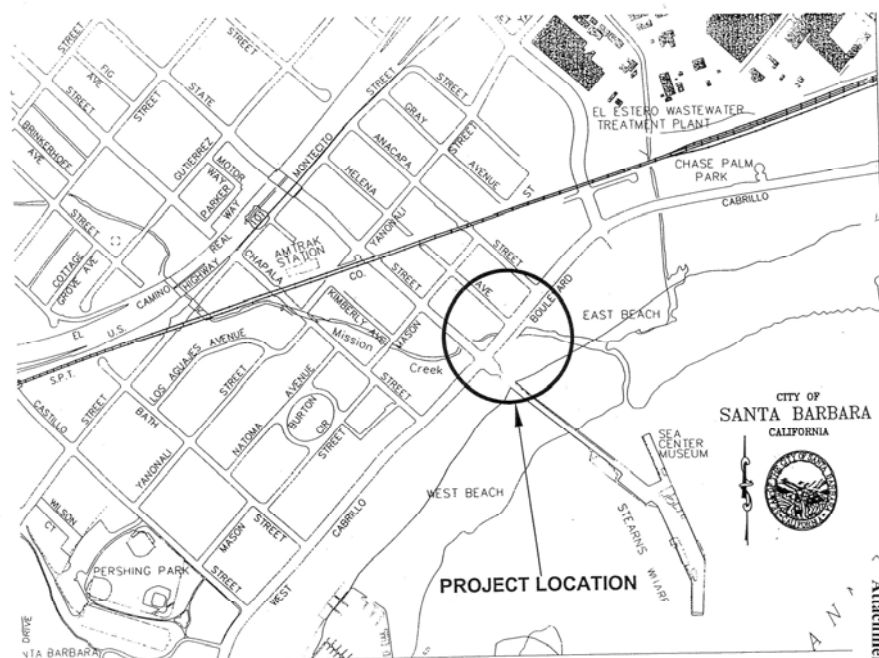 STREET
FIG
AVE
STREET
STREET
STATE
STREET
BRINKERHOFF
AVE
STREET
GUTIERREZ
MOTOR
WAY
PARKER
WAY
MONTECITO
STREET
STREET
GRAY
ANACAPA
STREET
AVENUE
HELENA
YANONALI
ST
EL ESTERO WASTEWATER
TREATMENT PLANT
CHASE PALM
PARK
CABRILLO
BOULEVARD
EAST BEACH
STREET
COTTAGE
GROVE AVE
EL CAMINO REAL
U.S. HIGHWAY 101
AMTRAK
STATION
CHAPALA
CO.
STREET
STREET
AVE
KIMBERLY AVE
MASON
Mission
Creek
S.P.T.
LOS AGUAJES AVENUE
CASTILLO
STREET
BATH
STREET
NATOMA
AVENUE
BURTON
CIR
STREET
STREET
YANONALI
MASON
STREET
STREET
WEST
CABRILLO
WILSON
CT
PERSHING PARK
WEST BEACH
SEA
CENTER
MUSEUM
STEARNS WHARF
PROJECT LOCATION
CITY OF
SANTA BARBARA
CALIFORNIA
DRIVE